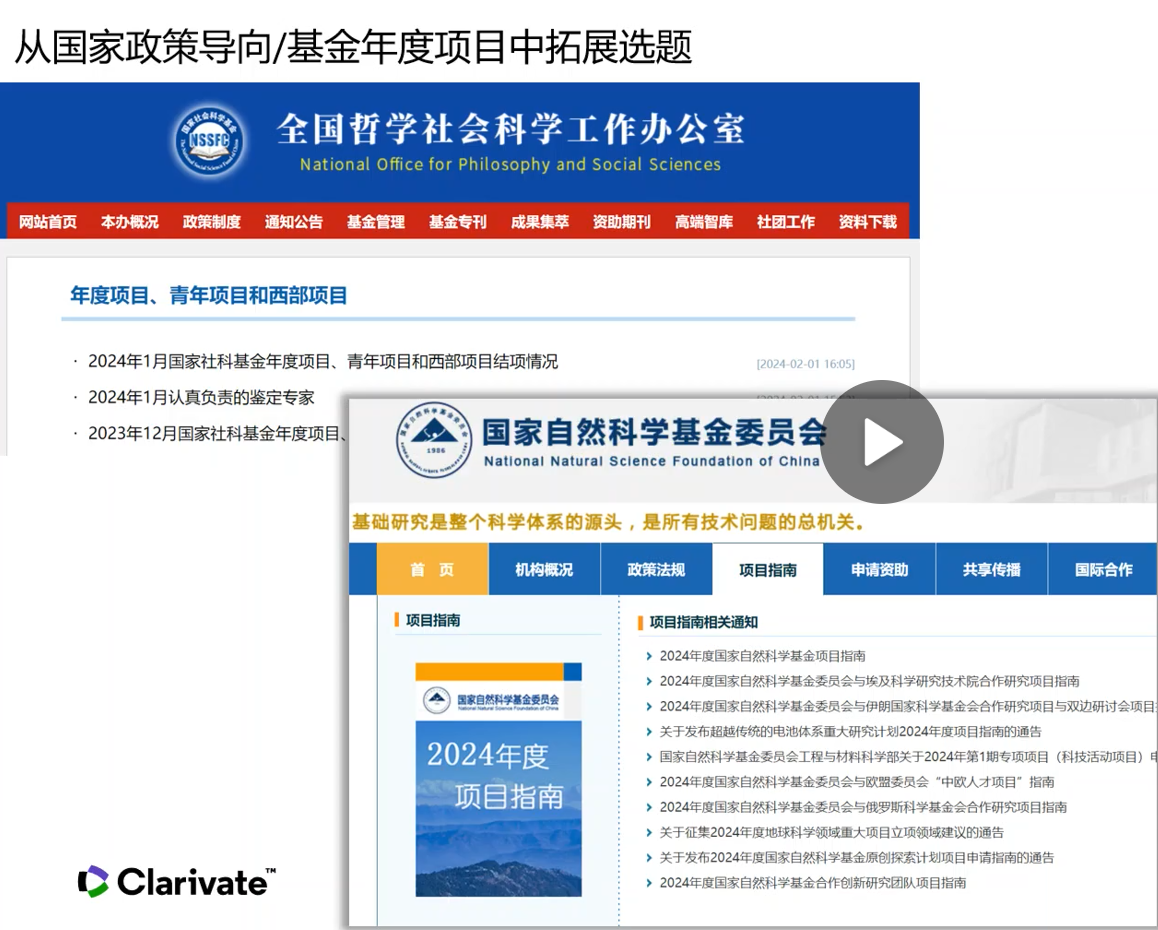 从国家政策导向/基金年度项目中拓展选题
国家社会科学基金
NSSFC
全国哲学社会科学工作办公室
National Office for Philosophy and Social Sciences
网站首页 本办概况 政策制度 通知公告 基金管理 基金专刊 成果集萃 资助期刊 高端智库 社团工作 资料下载
年度项目、青年项目和西部项目
· 2024年1月国家社科基金年度项目、青年项目和西部项目结项情况 [2024-02-01 16:05]
· 2024年1月认真负责的鉴定专家
· 2023年12月国家社科基金年度项目、
1986
国家自然科学基金委员会
National Natural Science Foundation of China
基础研究是整个科学体系的源头，是所有技术问题的总机关。
首 页 机构概况 政策法规 项目指南 申请资助 共享传播 国际合作
项目指南
国家自然科学基金委员会
National Natural Science Foundation of China
2024年度
项目指南
项目指南相关通知
2024年度国家自然科学基金项目指南
2024年度国家自然科学基金委员会与埃及科学研究技术院合作研究项目指南
2024年度国家自然科学基金委员会与伊朗国家科学基金会合作研究项目与双边研讨会项目
关于发布超越传统的电池体系重大研究计划2024年度项目指南的通告
国家自然科学基金委员会工程与材料科学部关于2024年第1期专项项目（科技活动项目）申
2024年度国家自然科学基金委员会与欧盟委员会“中欧人才项目”指南
2024年度国家自然科学基金委员会与俄罗斯科学基金会合作研究项目指南
关于征集2024年度地球科学领域重大项目立项领域建议的通告
关于发布2024年度国家自然科学基金原创探索计划项目申请指南的通告
2024年度国家自然科学基金合作创新研究团队项目指南
Clarivate™